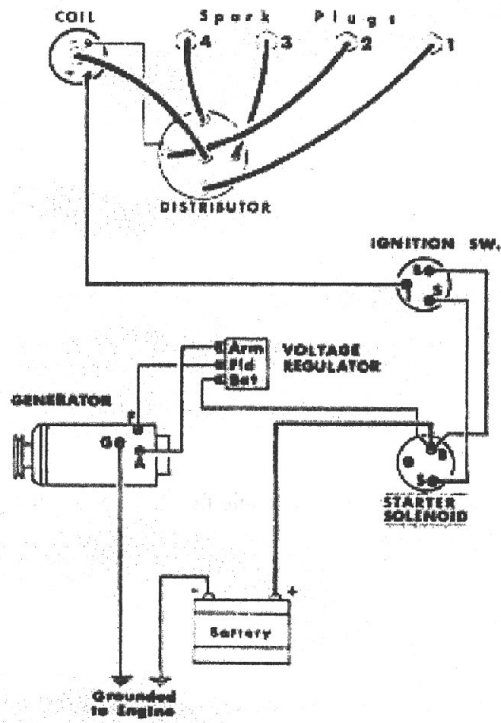 COIL
Spark Plugs
4 3 2 1
DISTRIBUTOR
IGNITION SW.
B
I S
Arm
Fld
Bat
VOLTAGE
REGULATOR
GENERATOR
F
G
A
B
S
STARTER
SOLENOID
- +
Battery
Grounded
to Engine